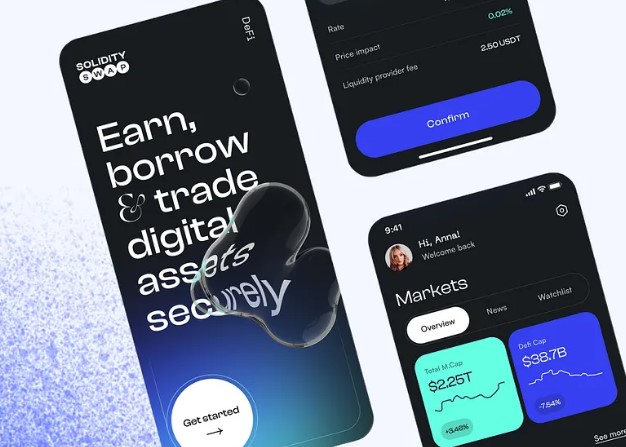 SOLIDITY
SWAP
DeFi
Earn,
borrow
& trade
digital
assets
securely
Get started
Rate
Price impact
0.02%
Liquidity provider fee
2.50 USDT
Confirm
9:41
Hi, Anna!
Welcome back
Markets
Overview
News
Watchlist
Total M.Cap
$2.25T
+3.46%
Defi Cap
$38.7B
-7.54%
See more